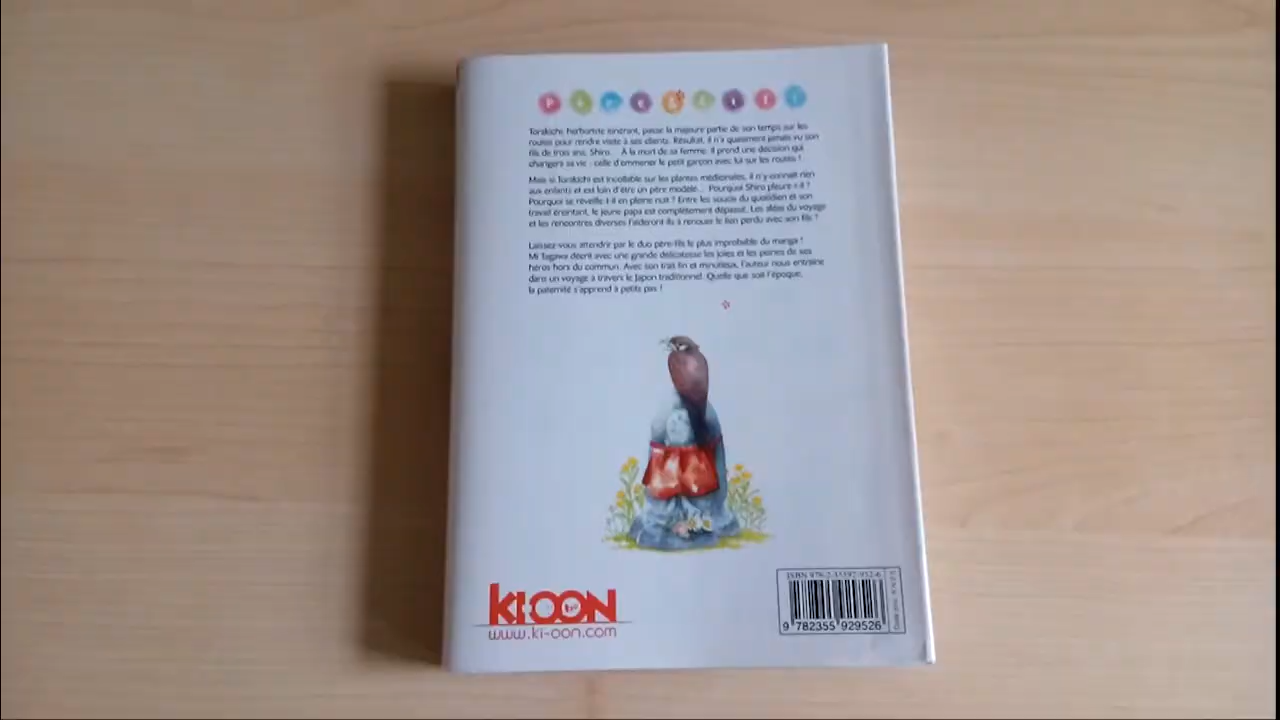 Père & Fils
Torakichi, herboriste itinérant, passe la majeure partie de son temps sur les
routes pour rendre visite à ses clients. Résultat, il n'a quasiment jamais vu son
fils de trois ans, Shiro... À la mort de sa femme, il prend une décision qui
changera sa vie : celle d'emmener le petit garçon avec lui sur les routes !
Mais si Torakichi est incollable sur les plantes médicinales, il n'y connaît rien
aux enfants et est loin d'être un père modèle... Pourquoi Shiro pleure-t-il ?
Pourquoi se réveille-t-il en pleine nuit ? Entre les soucis du quotidien et son
travail éreintant, le jeune papa est complètement dépassé. Les aléas du voyage
et les rencontres diverses l'aideront-ils à renouer le lien perdu avec son fils ?
Laissez-vous attendrir par le duo père-fils le plus improbable du manga !
Mi Tagawa décrit avec une grande délicatesse les joies et les peines de ses
héros hors du commun. Avec son trait fin et minutieux, l'auteur nous entraîne
dans un voyage à travers le Japon traditionnel. Quelle que soit l'époque,
la paternité s'apprend à petits pas !
KI-OON
www.ki-oon.com
ISBN 978-2-35592-952-6
9 782355 929526